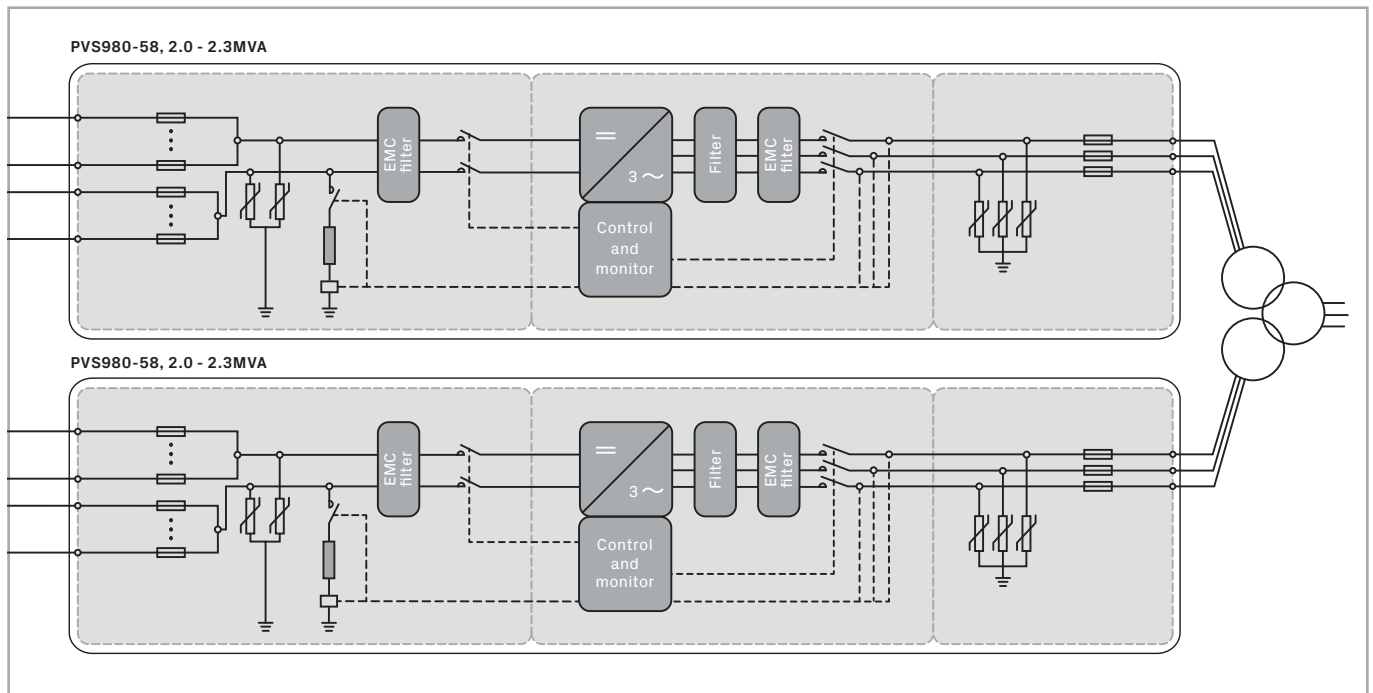 PVS980-58, 2.0 - 2.3MVA
EMC
filter
3
Filter
EMC
filter
Control
and
monitor
PVS980-58, 2.0 - 2.3MVA
EMC
filter
3
Filter
EMC
filter
Control
and
monitor